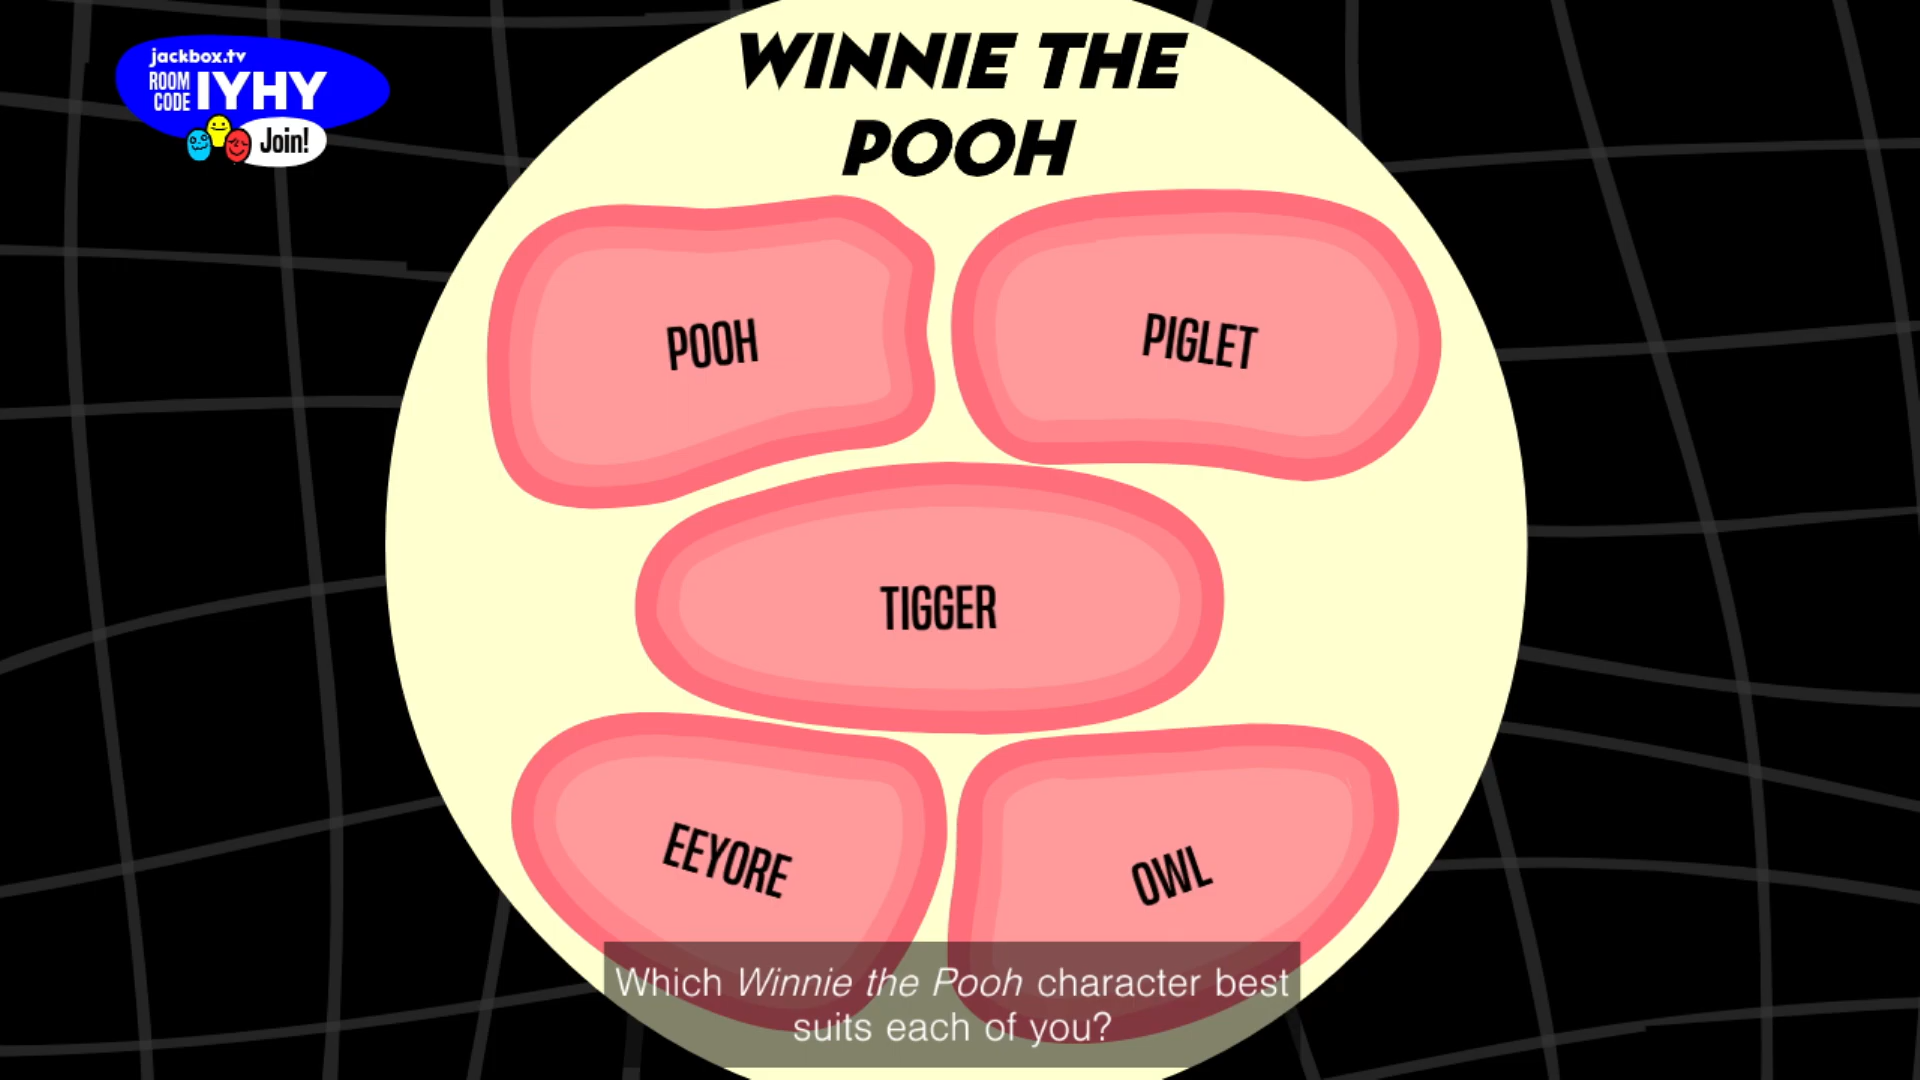 jackbox.tv
ROOM
CODE IYHY
Join!
WINNIE THE
POOH
POOH
PIGLET
TIGGER
EEYORE
OWL
Which Winnie the Pooh character best
suits each of you?